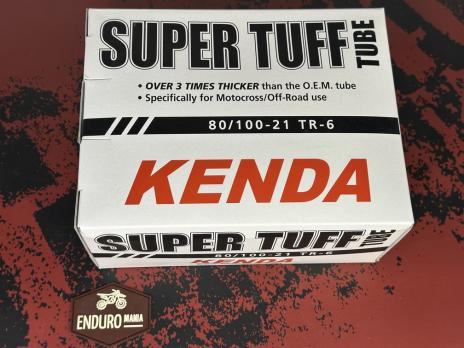 SUPER TUFF TUBE
• OVER 3 TIMES THICKER than the O.E.M. tube
• Specifically for Motocross/Off-Road use
80/100-21 TR-6
KENDA
SUPER TUFF TUBE
80/100-21 TR-6
KENDA
ENDURO MANIA